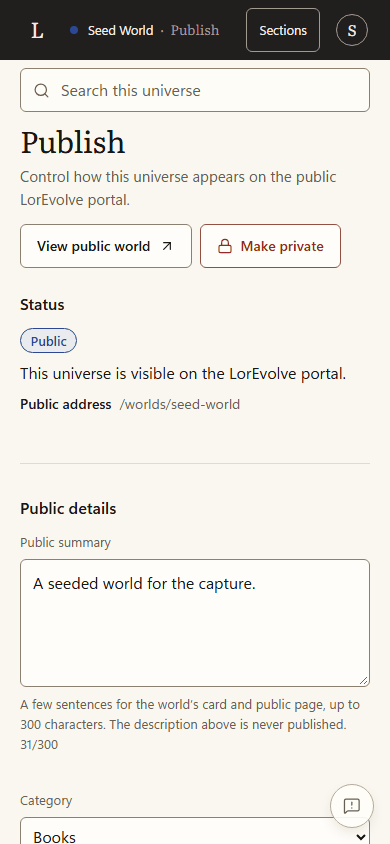 L
Seed World · Publish
Sections
S
Search this universe
Publish
Control how this universe appears on the public
LorEvolve portal.
View public world
Make private
Status
Public
This universe is visible on the LorEvolve portal.
Public address /worlds/seed-world
Public details
Public summary
A seeded world for the capture.
A few sentences for the world's card and public page, up to
300 characters. The description above is never published.
31/300
Category
Books